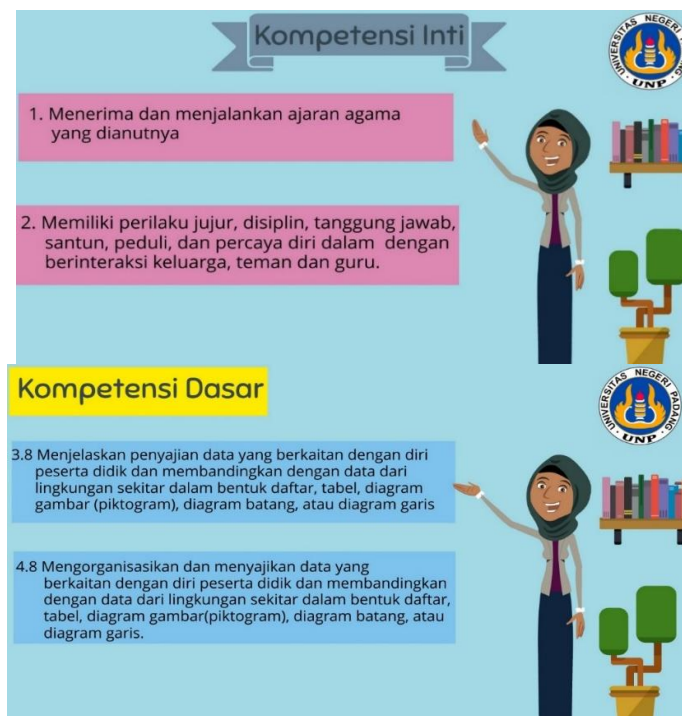 Kompetensi Inti
UNIVERSITAS NEGERI
UNP
1. Menerima dan menjalankan ajaran agama
yang dianutnya
2. Memiliki perilaku jujur, disiplin, tanggung jawab,
santun, peduli, dan percaya diri dalam dengan
berinteraksi keluarga, teman dan guru.
Kompetensi Dasar
UNIVERSITAS NEGERI PADANG
UNP
3.8 Menjelaskan penyajian data yang berkaitan dengan diri
peserta didik dan membandingkan dengan data dari
lingkungan sekitar dalam bentuk daftar, tabel, diagram
gambar (piktogram), diagram batang, atau diagram garis
4.8 Mengorganisasikan dan menyajikan data yang
berkaitan dengan diri peserta didik dan membandingkan
dengan data dari lingkungan sekitar dalam bentuk daftar,
tabel, diagram gambar(piktogram), diagram batang, atau
diagram garis.